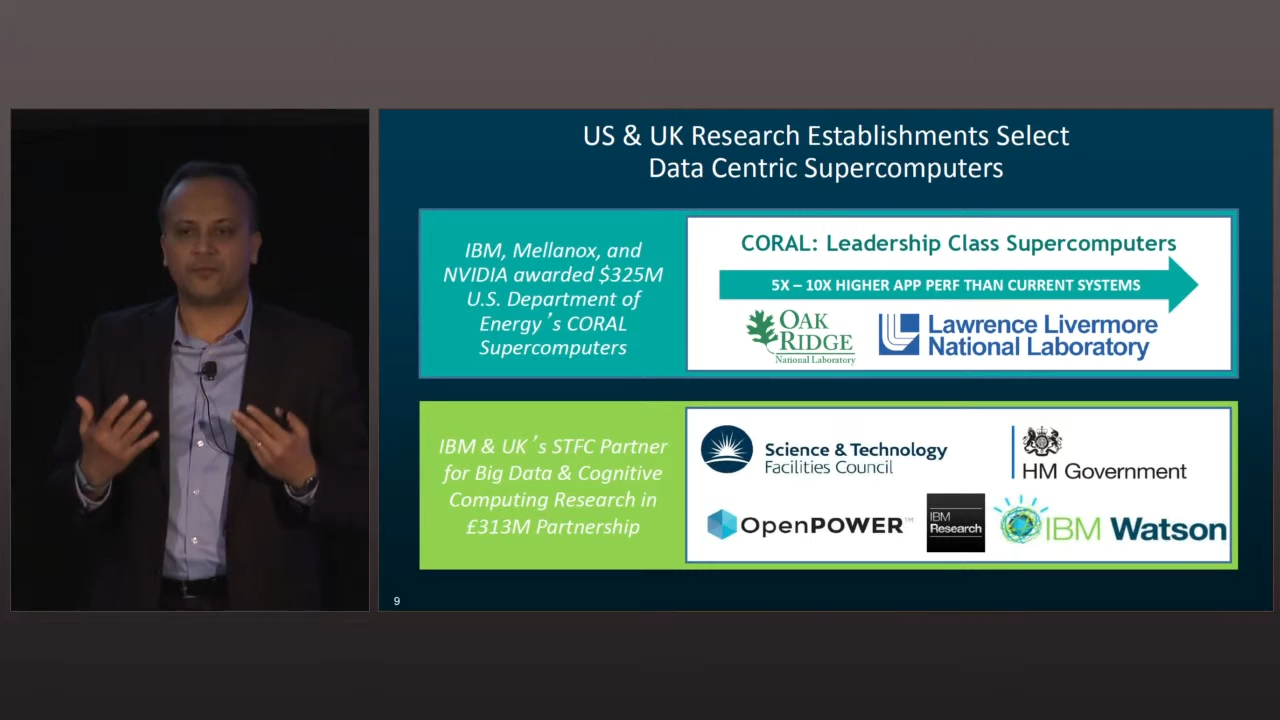 US & UK Research Establishments Select
Data Centric Supercomputers
IBM, Mellanox, and
NVIDIA awarded $325M
U.S. Department of
Energy's CORAL
Supercomputers
CORAL: Leadership Class Supercomputers
5X – 10X HIGHER APP PERF THAN CURRENT SYSTEMS
OAK
RIDGE
National Laboratory
Lawrence Livermore
National Laboratory
IBM & UK's STFC Partner
for Big Data & Cognitive
Computing Research in
£313M Partnership
Science & Technology
Facilities Council
HM Government
OpenPOWER™
IBM
Research
IBM Watson
9